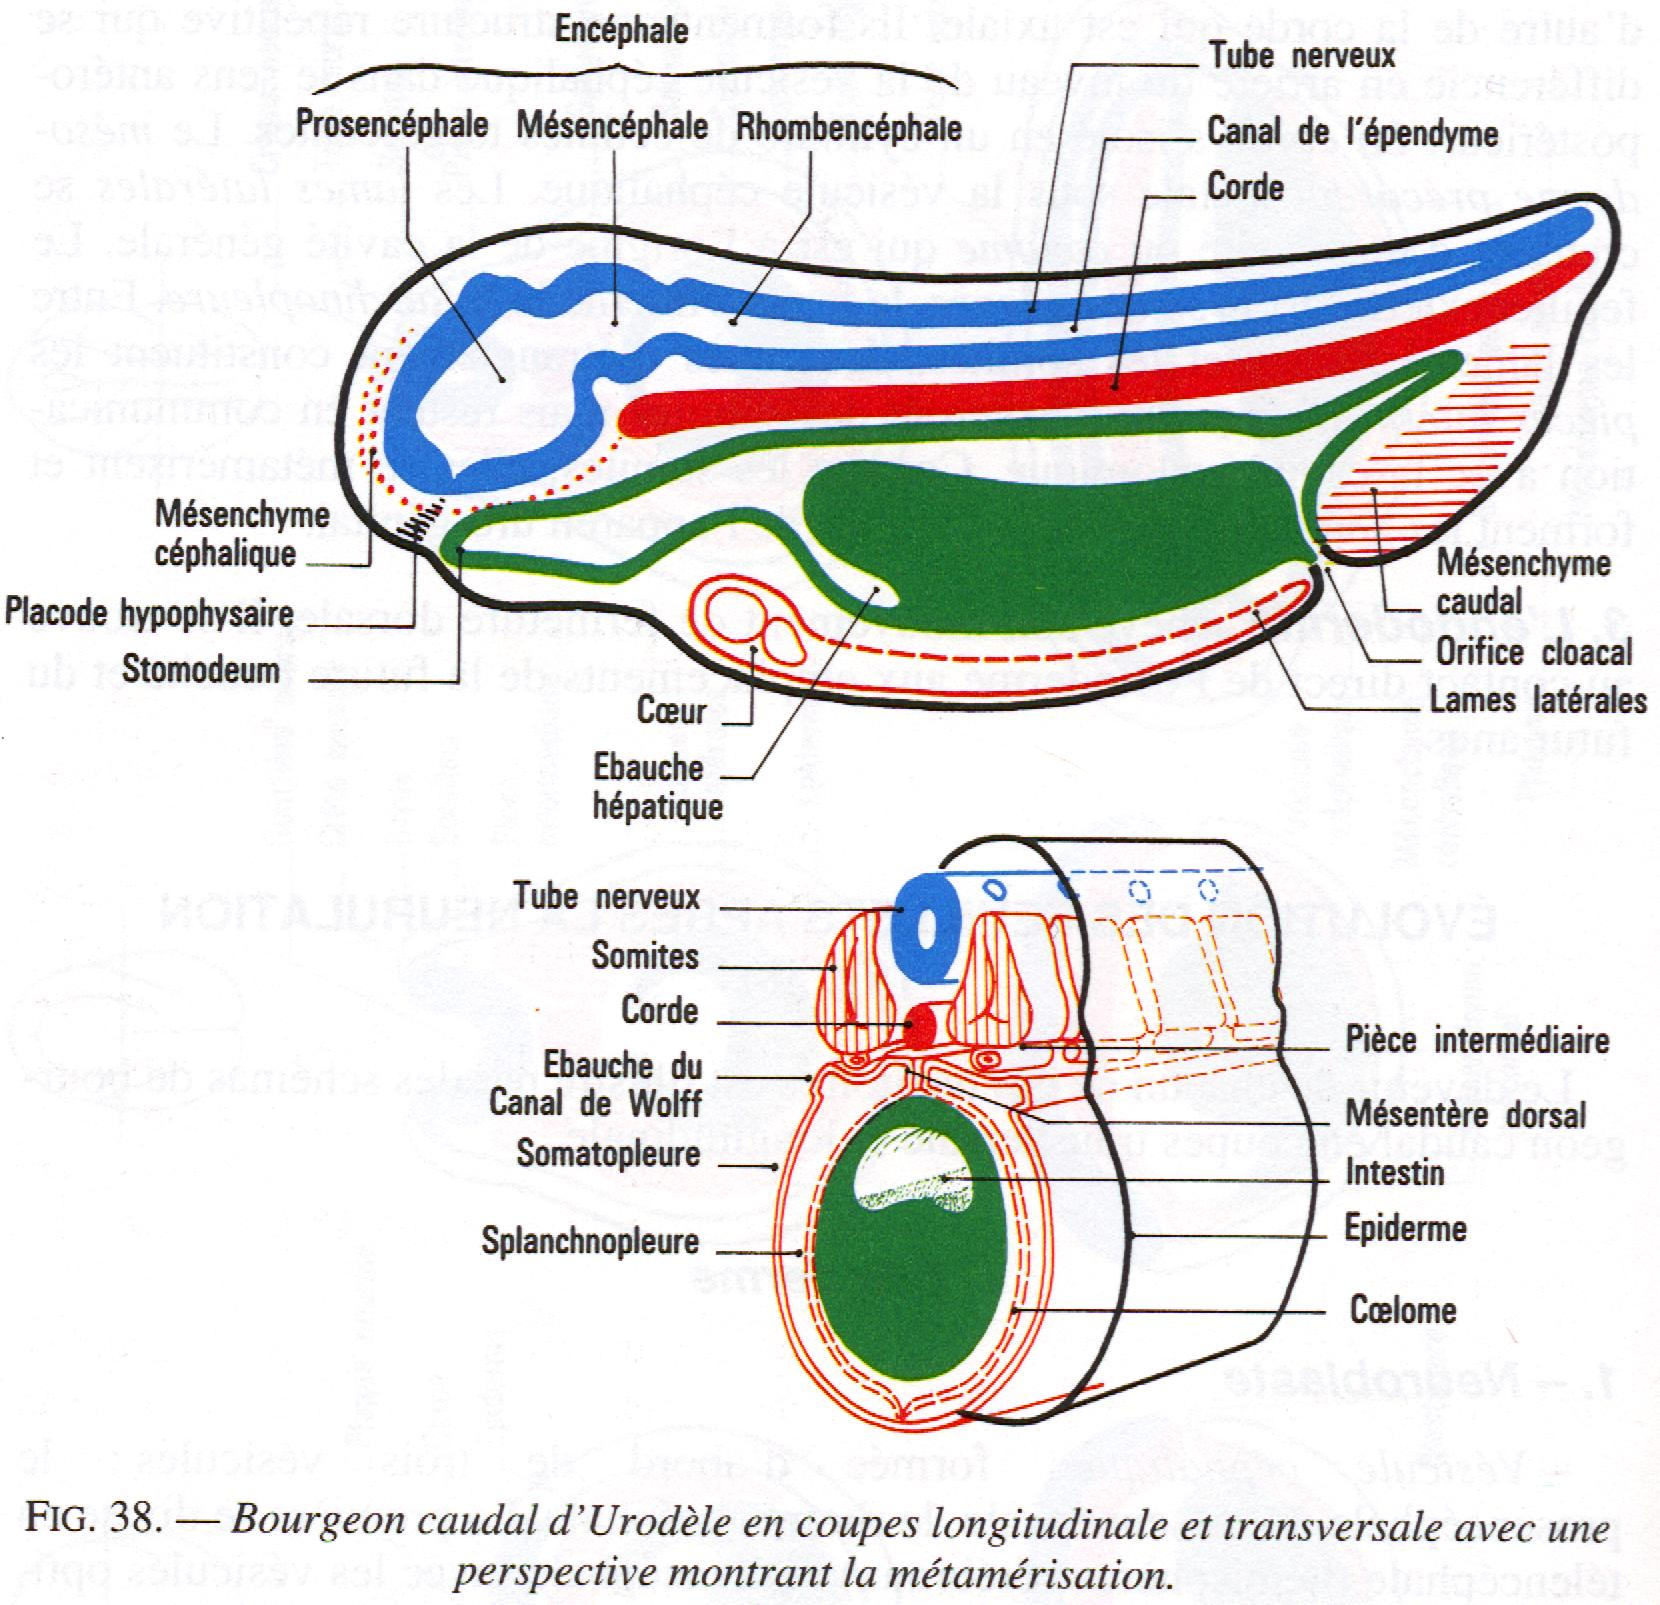 Encéphale
Prosencéphale Mésencéphale Rhombencéphale
Tube nerveux
Canal de l'épendyme
Corde
Mésenchyme
céphalique
Placode hypophysaire
Stomodeum
Cœur
Ebauche
hépatique
Mésenchyme
caudal
Orifice cloacal
Lames latérales
Tube nerveux
Somites
Corde
Ebauche du
Canal de Wolff
Somatopleure
Splanchnopleure
Pièce intermédiaire
Mésentère dorsal
Intestin
Epiderme
Cœlome
FIG. 38. — Bourgeon caudal d'Urodèle en coupes longitudinale et transversale avec une
perspective montrant la métamérisation.